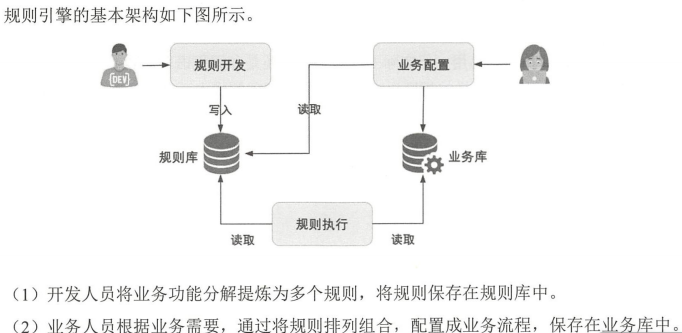 规则引擎的基本架构如下图所示。
DEV
规则开发
业务配置
写入
读取
规则库
业务库
规则执行
读取
读取
（1）开发人员将业务功能分解提炼为多个规则，将规则保存在规则库中。
（2）业务人员根据业务需要，通过将规则排列组合，配置成业务流程，保存在业务库中。